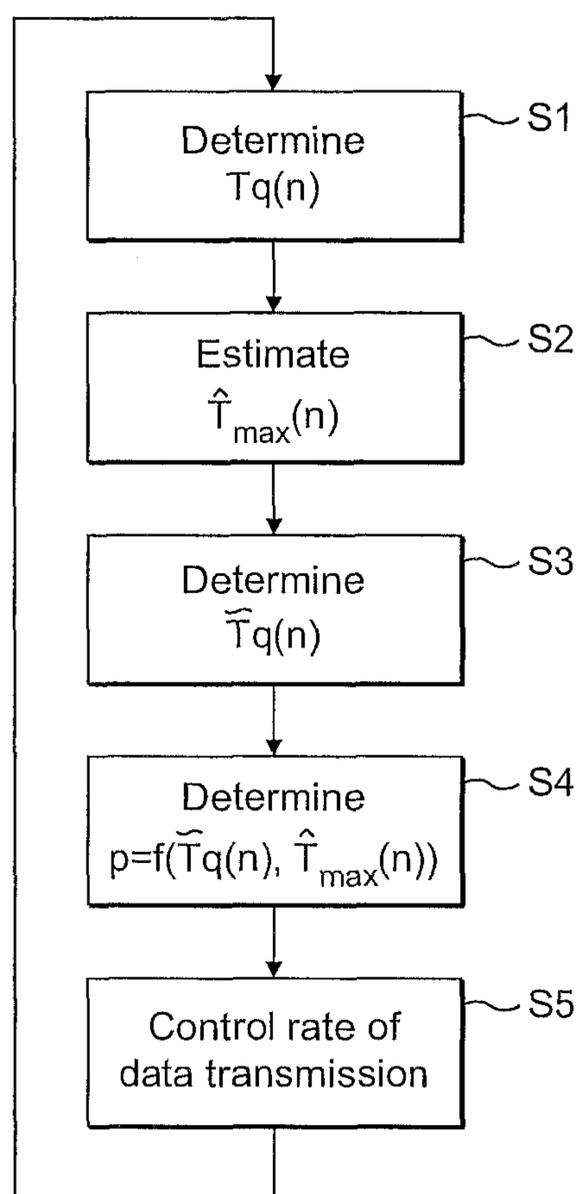 Determine
Tq(n)
S1
Estimate
T̂max(n)
S2
Determine
T̃q(n)
S3
Determine
p=f(T̃q(n), T̂max(n))
S4
Control rate of
data transmission
S5